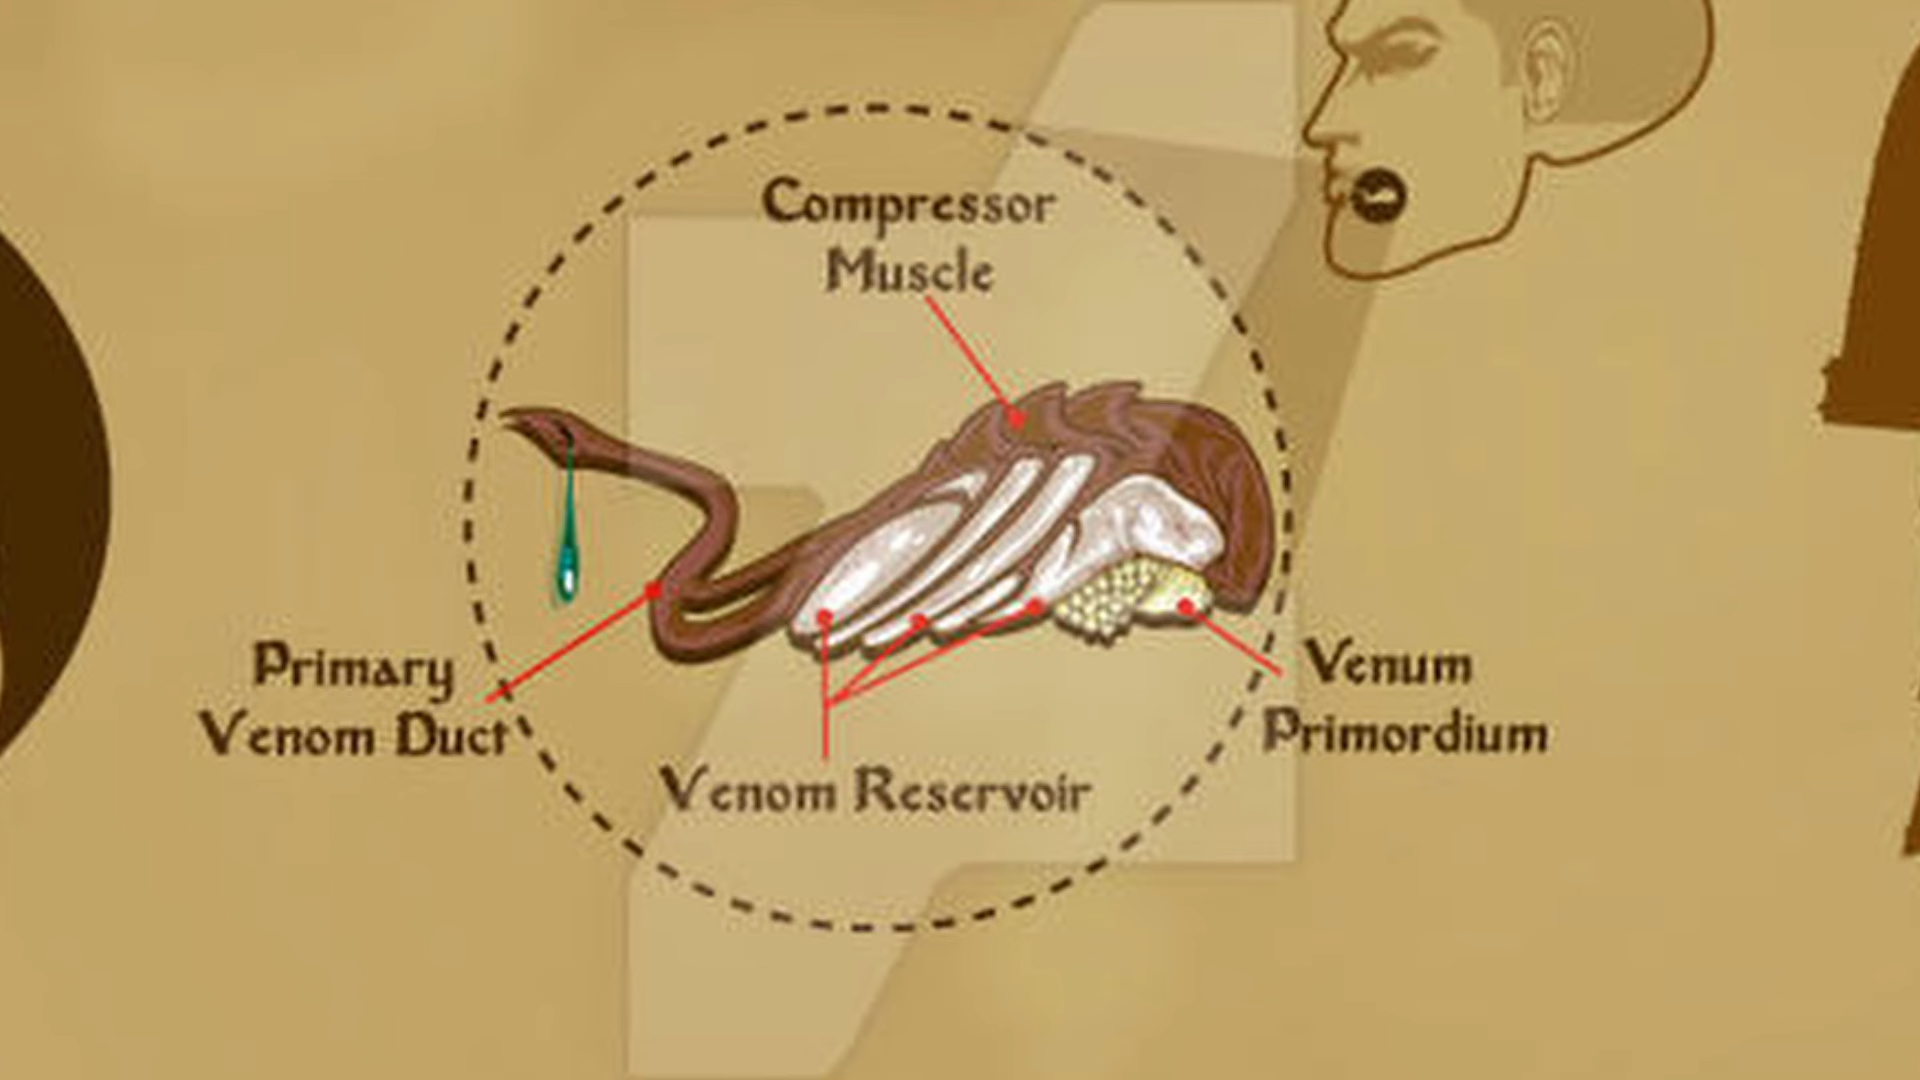 Compressor
Muscle
Primary
Venom Duct
Venom Reservoir
Venum
Primordium